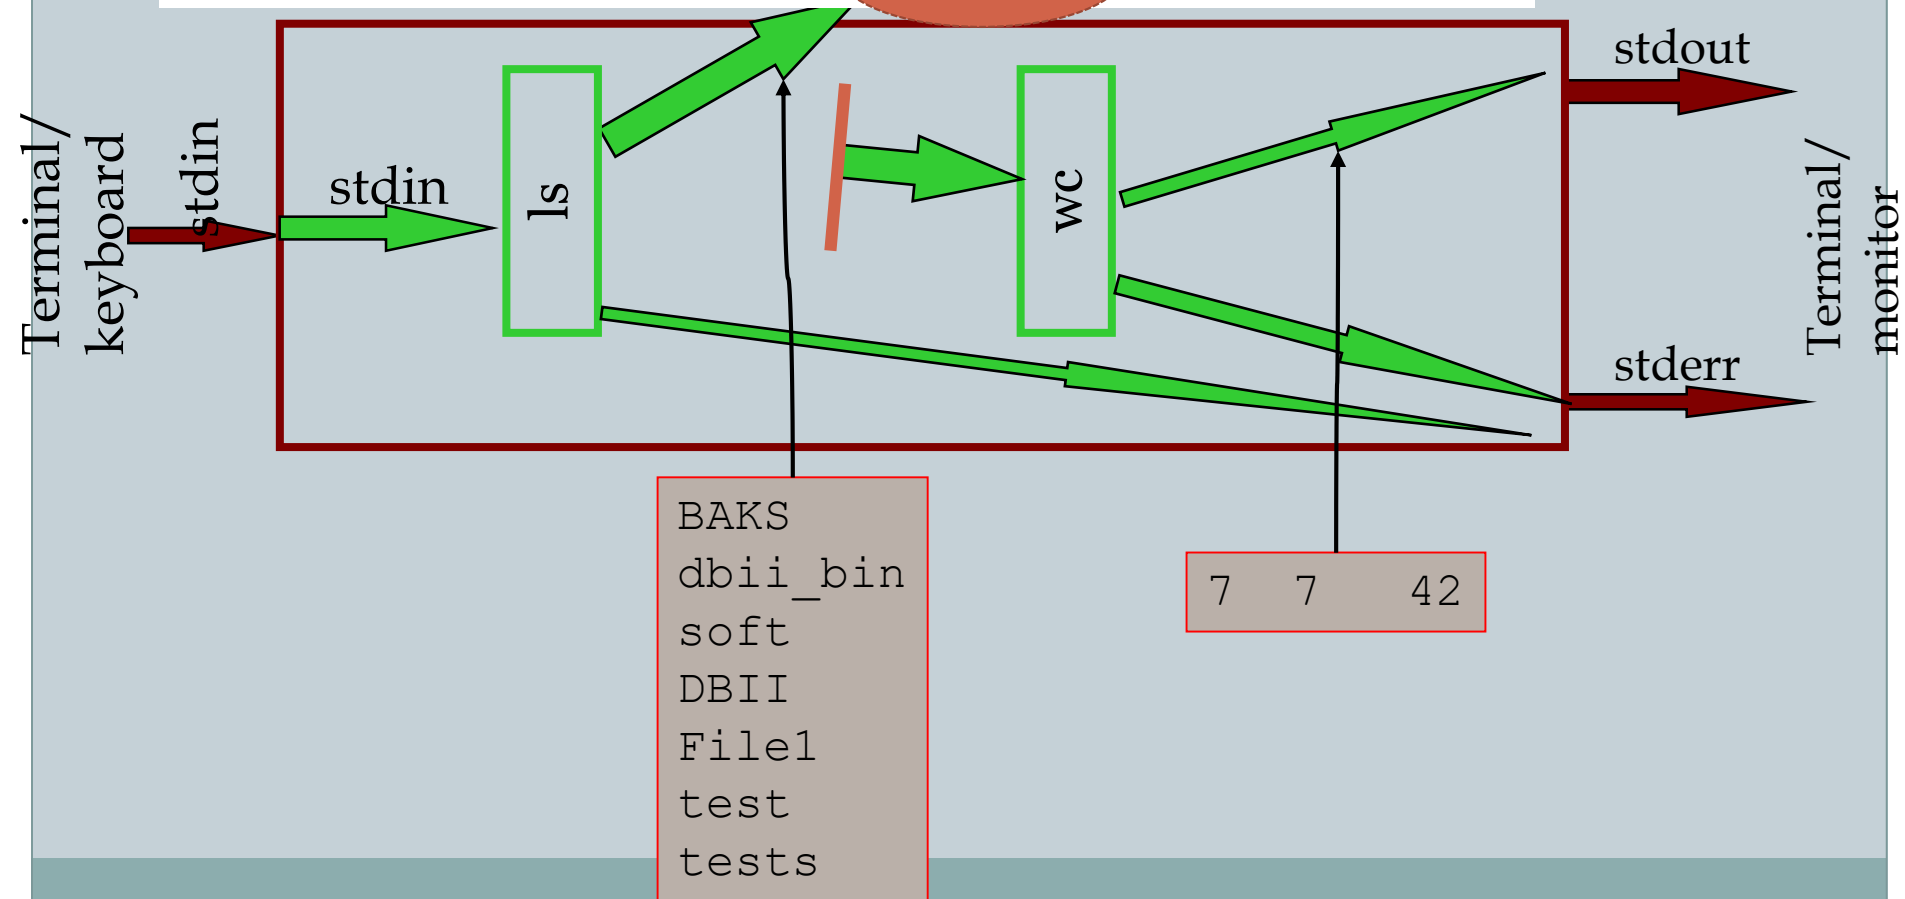 Terminal/
keyboard
stdin
stdin
ls
wc
stdout
stderr
Terminal/
monitor
BAKS
dbii_bin
soft
DBII
File1
test
tests
7 7 42